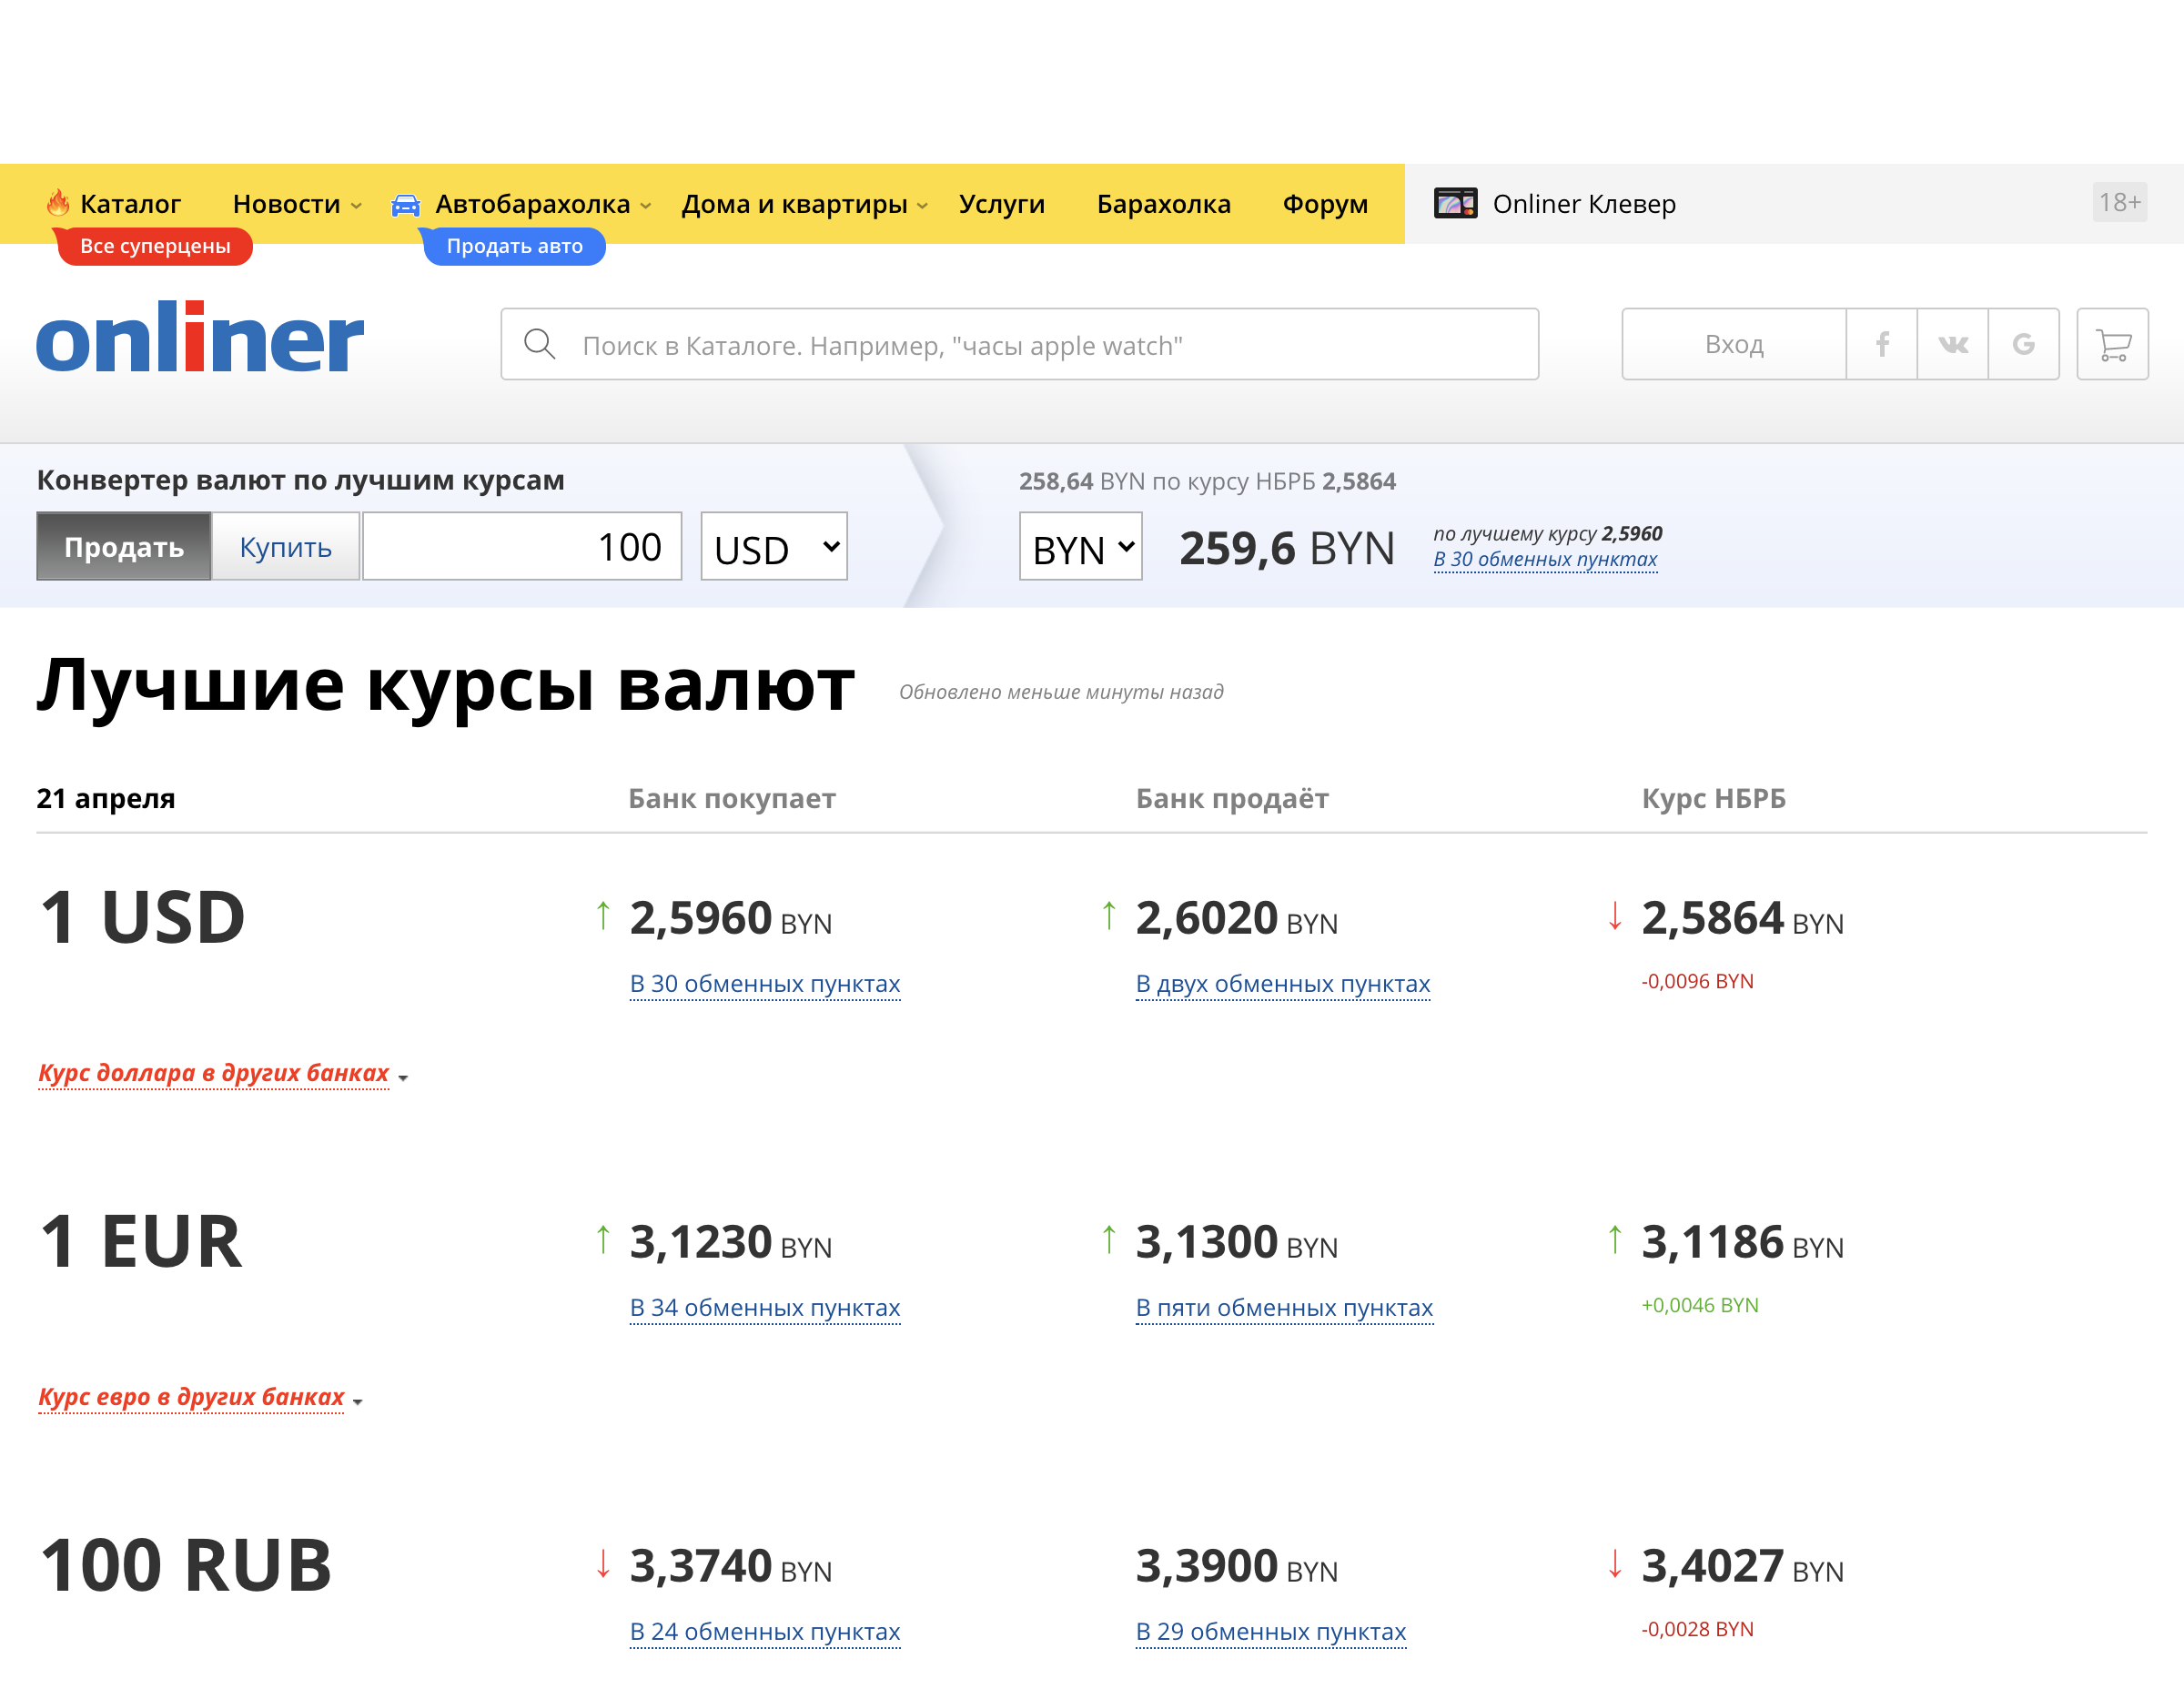 Каталог Новости Автобарахолка Дома и квартиры Услуги Барахолка Форум Onliner Клевер 18+
Все суперцены Продать авто
onliner
Поиск в Каталоге. Например, "часы apple watch" Вход
Конвертер валют по лучшим курсам
Продать Купить 100 USD
258,64 BYN по курсу НБРБ 2,5864
BYN 259,6 BYN
по лучшему курсу 2,5960
В 30 обменных пунктах
Лучшие курсы валют Обновлено меньше минуты назад
21 апреля Банк покупает Банк продаёт Курс НБРБ
1 USD ↑ 2,5960 BYN ↑ 2,6020 BYN ↓ 2,5864 BYN
В 30 обменных пунктах В двух обменных пунктах -0,0096 BYN
Курс доллара в других банках
1 EUR ↑ 3,1230 BYN ↑ 3,1300 BYN ↑ 3,1186 BYN
В 34 обменных пунктах В пяти обменных пунктах +0,0046 BYN
Курс евро в других банках
100 RUB ↓ 3,3740 BYN 3,3900 BYN ↓ 3,4027 BYN
В 24 обменных пунктах В 29 обменных пунктах -0,0028 BYN